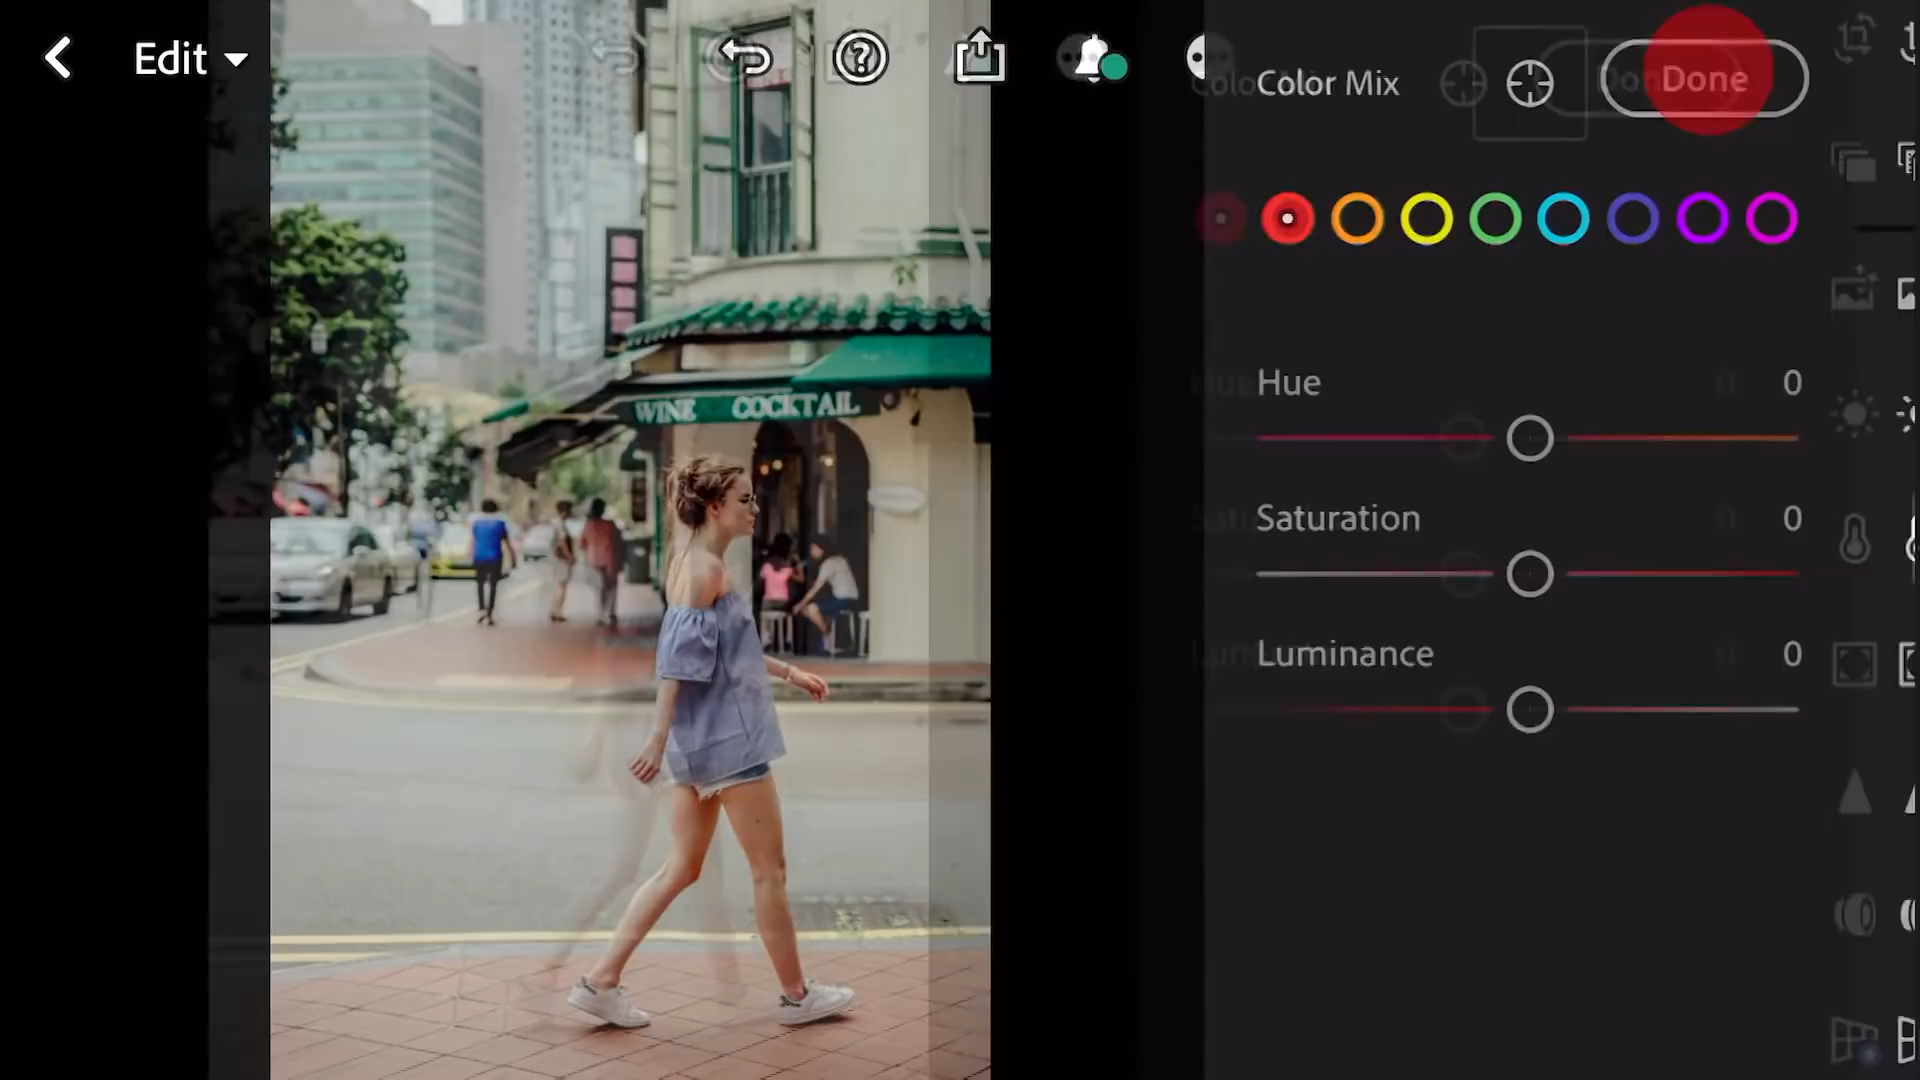 Edit
Color Mix
Done
Hue 0
Saturation 0
Luminance 0
WINE COCKTAIL